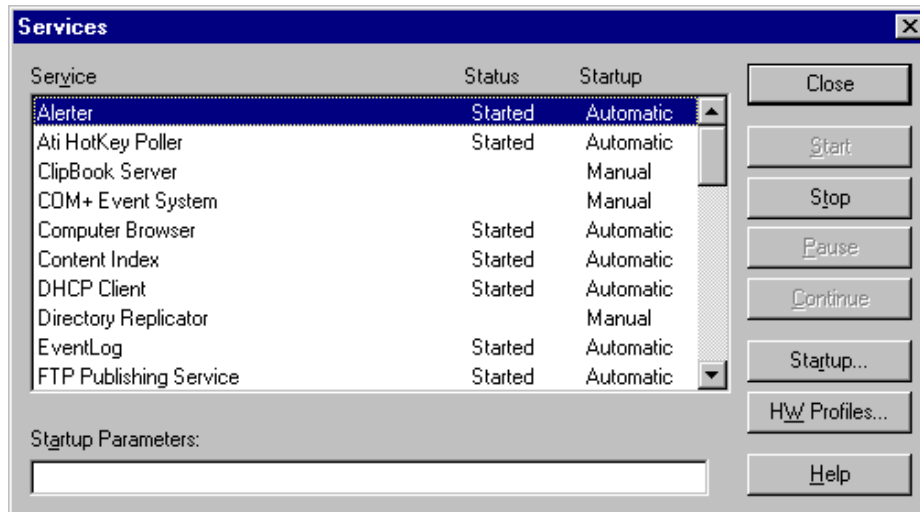 Services
Service Status Startup
Alerter Started Automatic
Ati HotKey Poller Started Automatic
ClipBook Server Manual
COM+ Event System Manual
Computer Browser Started Automatic
Content Index Started Automatic
DHCP Client Started Automatic
Directory Replicator Manual
EventLog Started Automatic
FTP Publishing Service Started Automatic
Startup Parameters:
Close
Start
Stop
Pause
Continue
Startup...
HW Profiles...
Help